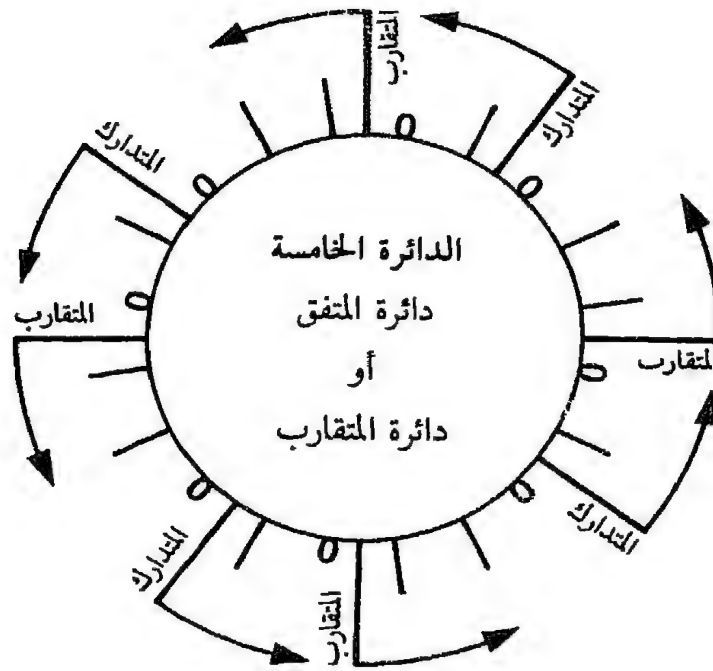 الدائرة الخامسة
دائرة المتفق
أو
دائرة المتقارب
المتقارب
المتدارك
المتقارب
المتدارك
المتقارب
المتدارك
المتقارب
المتدارك